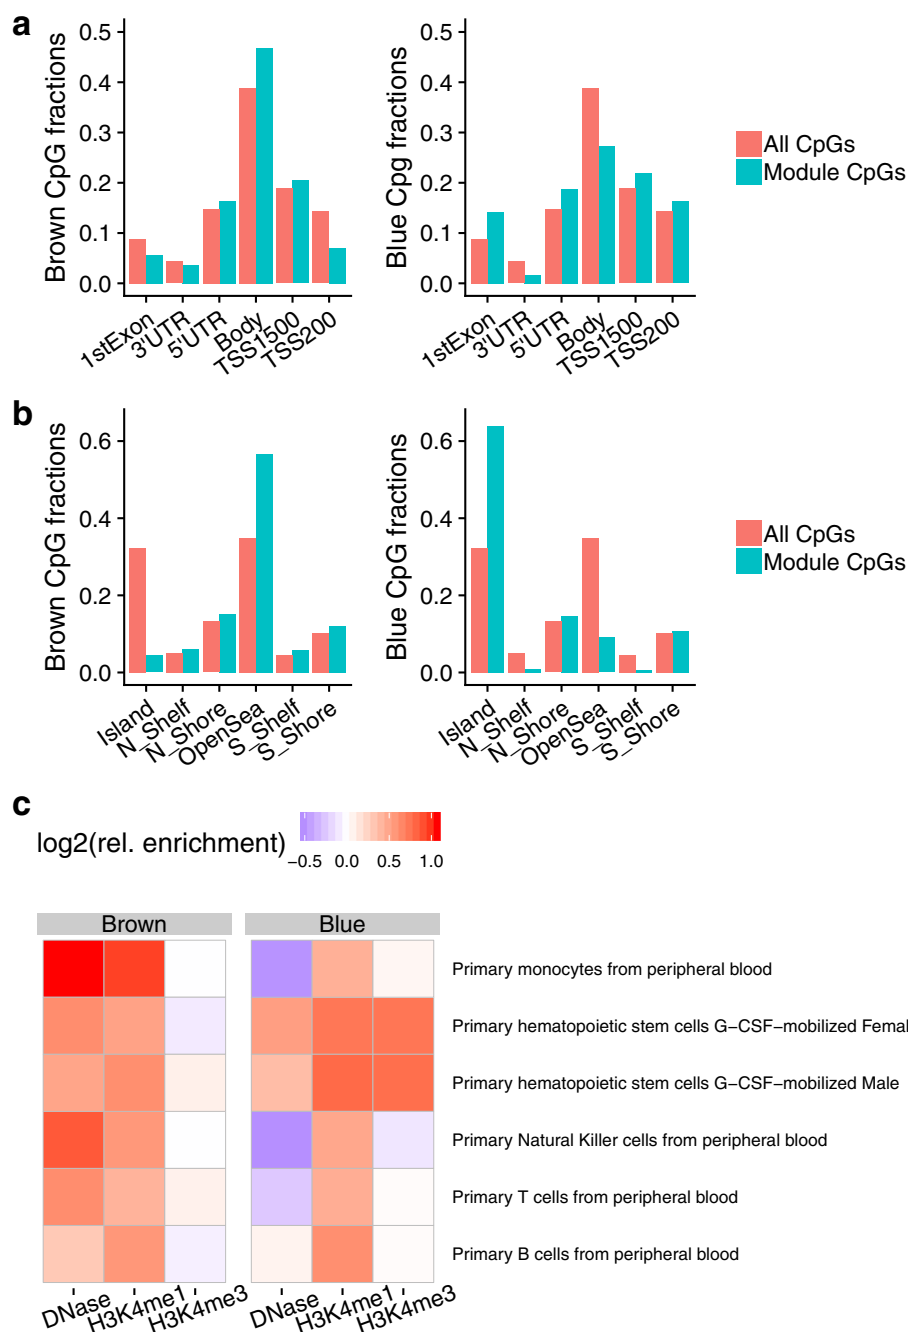 a
Brown CpG fractions
0.5
0.4
0.3
0.2
0.1
0.0
1stExon
3'UTR
5'UTR
Body
TSS1500
TSS200
Blue Cpg fractions
0.5
0.4
0.3
0.2
0.1
0.0
1stExon
3'UTR
5'UTR
Body
TSS1500
TSS200
All CpGs
Module CpGs
b
Brown CpG fractions
0.6
0.4
0.2
0.0
Island
N_Shelf
N_Shore
OpenSea
S_Shelf
S_Shore
Blue CpG fractions
0.6
0.4
0.2
0.0
Island
N_Shelf
N_Shore
OpenSea
S_Shelf
S_Shore
All CpGs
Module CpGs
c
log2(rel. enrichment)
−0.5 0.0 0.5 1.0
Brown
Blue
Primary monocytes from peripheral blood
Primary hematopoietic stem cells G−CSF−mobilized Femal
Primary hematopoietic stem cells G−CSF−mobilized Male
Primary Natural Killer cells from peripheral blood
Primary T cells from peripheral blood
Primary B cells from peripheral blood
DNase
H3K4me1
H3K4me3
DNase
H3K4me1
H3K4me3